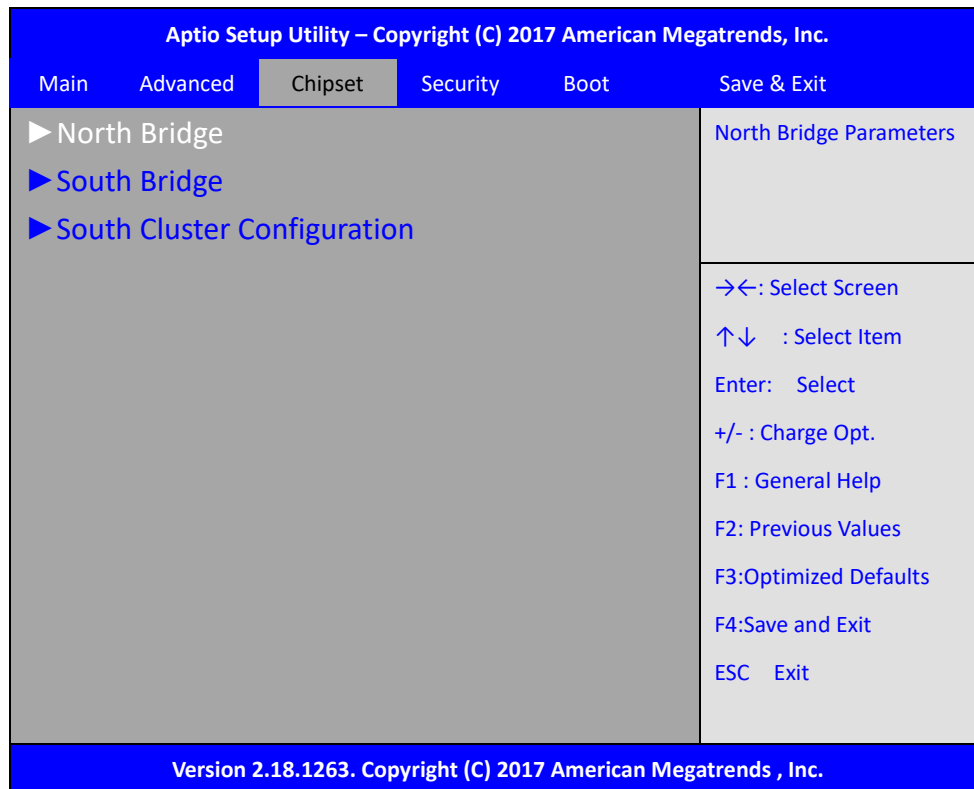 Aptio Setup Utility – Copyright (C) 2017 American Megatrends, Inc.
Main Advanced Chipset Security Boot Save & Exit
►North Bridge
►South Bridge
►South Cluster Configuration
North Bridge Parameters
→←: Select Screen
↑↓ : Select Item
Enter: Select
+/- : Charge Opt.
F1 : General Help
F2: Previous Values
F3:Optimized Defaults
F4:Save and Exit
ESC Exit
Version 2.18.1263. Copyright (C) 2017 American Megatrends , Inc.